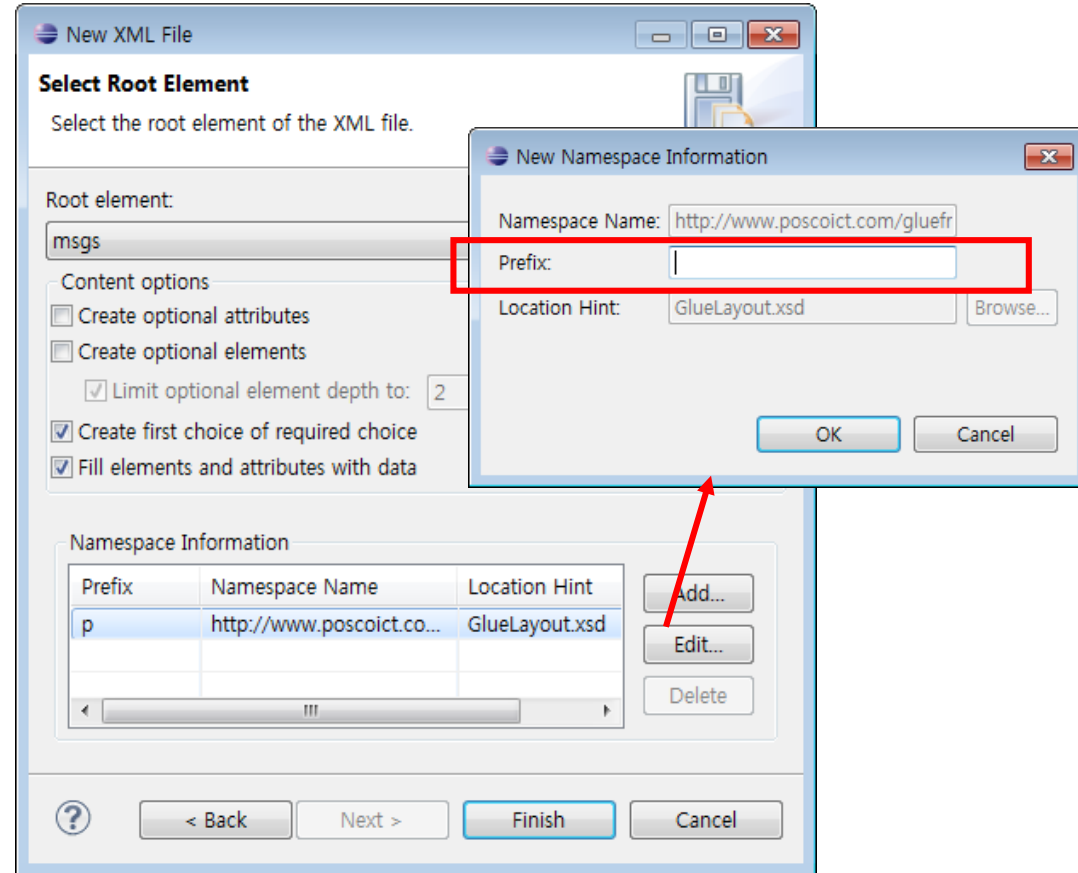 New XML File
Select Root Element
Select the root element of the XML file.
Root element:
msgs
Content options
Create optional attributes
Create optional elements
Limit optional element depth to: 2
Create first choice of required choice
Fill elements and attributes with data
New Namespace Information
Namespace Name: http://www.poscoict.com/gluefr
Prefix:
Location Hint: GlueLayout.xsd Browse...
OK Cancel
Namespace Information
Prefix Namespace Name Location Hint
p http://www.poscoict.co... GlueLayout.xsd
Add...
Edit...
Delete
< Back Next > Finish Cancel